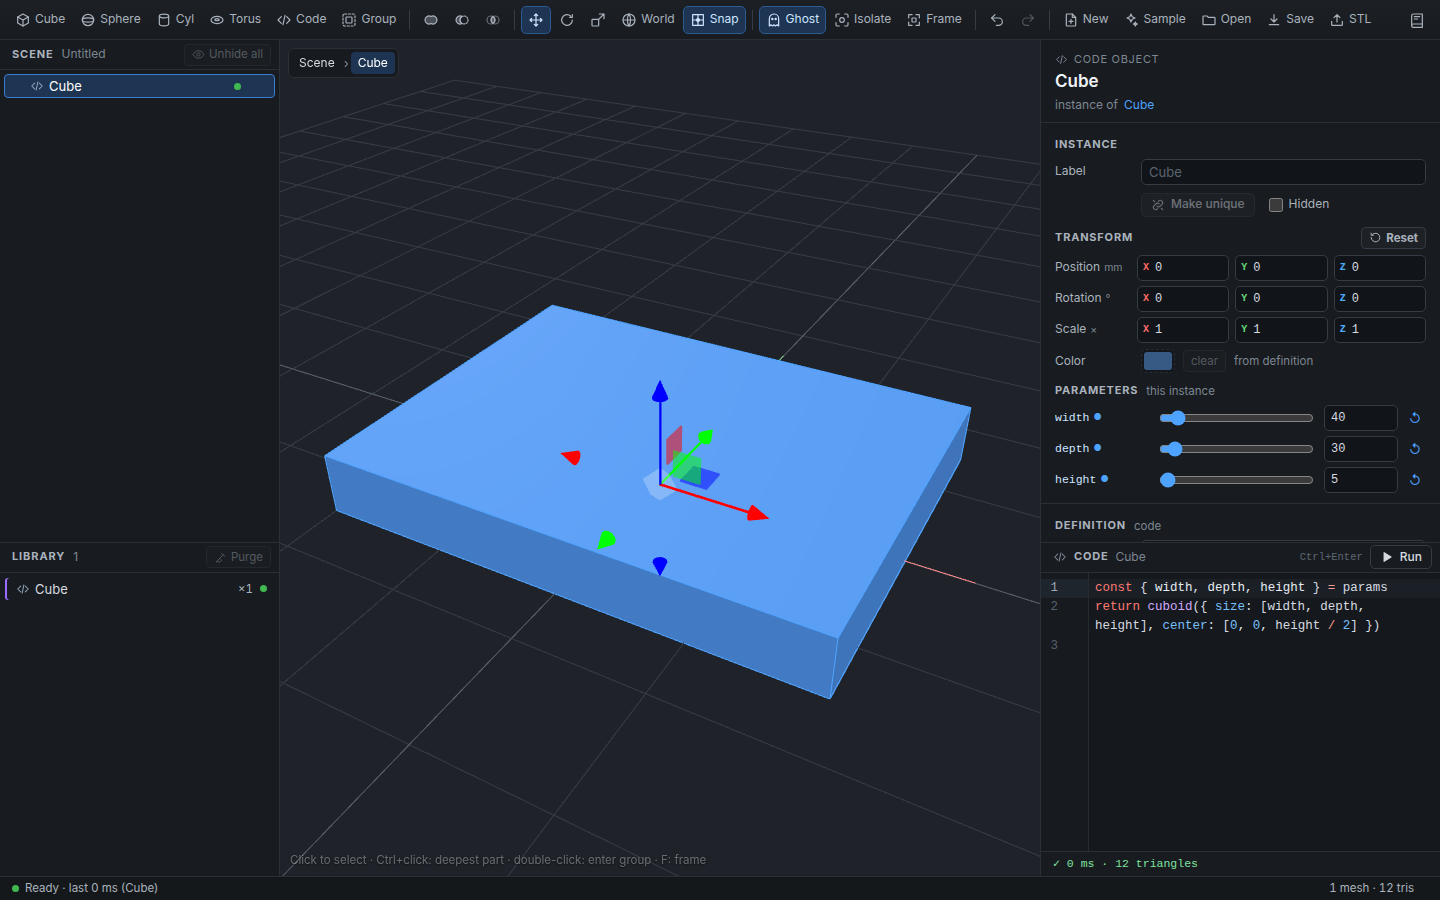 Cube Sphere Cyl Torus Code Group World Snap Ghost Isolate Frame New Sample Open Save STL
SCENE Untitled Unhide all
Cube
LIBRARY 1 Purge
Cube ×1
Scene › Cube
Click to select · Ctrl+click: deepest part · double-click: enter group · F: frame
CODE OBJECT
Cube
instance of Cube
INSTANCE
Label Cube
Make unique Hidden
TRANSFORM Reset
Position mm X 0 Y 0 Z 0
Rotation ° X 0 Y 0 Z 0
Scale × X 1 Y 1 Z 1
Color clear from definition
PARAMETERS this instance
width 40
depth 30
height 5
DEFINITION code
CODE Cube Ctrl+Enter Run
1 const { width, depth, height } = params
2 return cuboid({ size: [width, depth,
height], center: [0, 0, height / 2] })
3
✓ 0 ms · 12 triangles
Ready · last 0 ms (Cube) 1 mesh · 12 tris